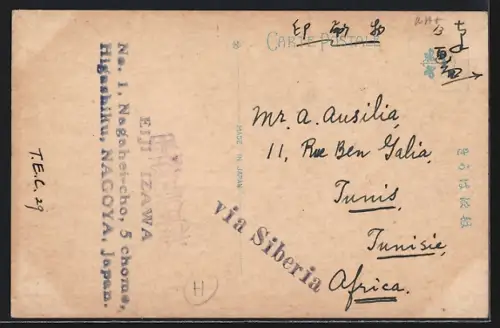 印刷物
CARTE POSTALE
Mr. A. Ausilia,
11, Rue Ben Galia,
Tunis,
Tunisie,
Africa.
via Siberia
MADE IN JAPAN
EIJI IZAWA
No. 1, Nagahei-cho, 5 chome,
Higashiku, NAGOYA, Japan.
T.E.C. 29
H